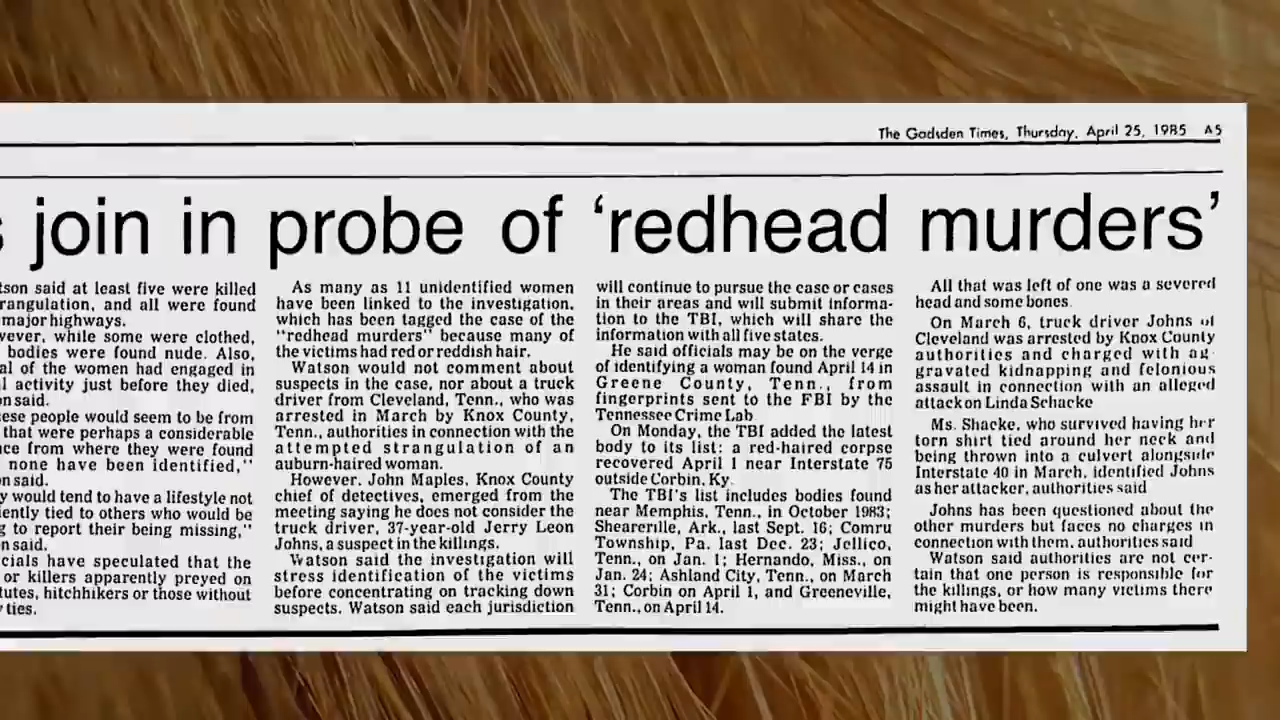 The Gadsden Times, Thursday, April 25, 1985 A5
join in probe of ‘redhead murders’
tson said at least five were killed
rangulation, and all were found
major highways.
vever, while some were clothed,
bodies were found nude. Also,
al of the women had engaged in
l activity just before they died,
n said.
ese people would seem to be from
that were perhaps a considerable
ce from where they were found
none have been identified,"
n said.
y would tend to have a lifestyle not
iently tied to others who would be
g to report their being missing,"
n said.
cials have speculated that the
or killers apparently preyed on
tutes, hitchhikers or those without
ties.
As many as 11 unidentified women
have been linked to the investigation,
which has been tagged the case of the
"redhead murders" because many of
the victims had red or reddish hair.
Watson would not comment about
suspects in the case, nor about a truck
driver from Cleveland, Tenn., who was
arrested in March by Knox County,
Tenn., authorities in connection with the
attempted strangulation of an
auburn-haired woman.
However, John Maples, Knox County
chief of detectives, emerged from the
meeting saying he does not consider the
truck driver, 37-year-old Jerry Leon
Johns, a suspect in the killings.
Watson said the investigation will
stress identification of the victims
before concentrating on tracking down
suspects. Watson said each jurisdiction
will continue to pursue the case or cases
in their areas and will submit informa-
tion to the TBI, which will share the
information with all five states.
He said officials may be on the verge
of identifying a woman found April 14 in
Greene County, Tenn., from
fingerprints sent to the FBI by the
Tennessee Crime Lab
On Monday, the TBI added the latest
body to its list: a red-haired corpse
recovered April 1 near Interstate 75
outside Corbin, Ky.
The TBI's list includes bodies found
near Memphis, Tenn., in October 1983;
Shearerille, Ark., last Sept. 16; Comru
Township, Pa. last Dec. 23; Jellico,
Tenn., on Jan. 1; Hernando, Miss., on
Jan. 24; Ashland City, Tenn., on March
31; Corbin on April 1, and Greeneville,
Tenn., on April 14.
All that was left of one was a severed
head and some bones.
On March 6, truck driver Johns of
Cleveland was arrested by Knox County
authorities and charged with ag-
gravated kidnapping and felonious
assault in connection with an alleged
attack on Linda Schacke
Ms. Shacke, who survived having her
torn shirt tied around her neck and
being thrown into a culvert alongside
Interstate 40 in March, identified Johns
as her attacker, authorities said
Johns has been questioned about the
other murders but faces no charges in
connection with them, authorities said
Watson said authorities are not cer-
tain that one person is responsible for
the killings, or how many victims there
might have been.